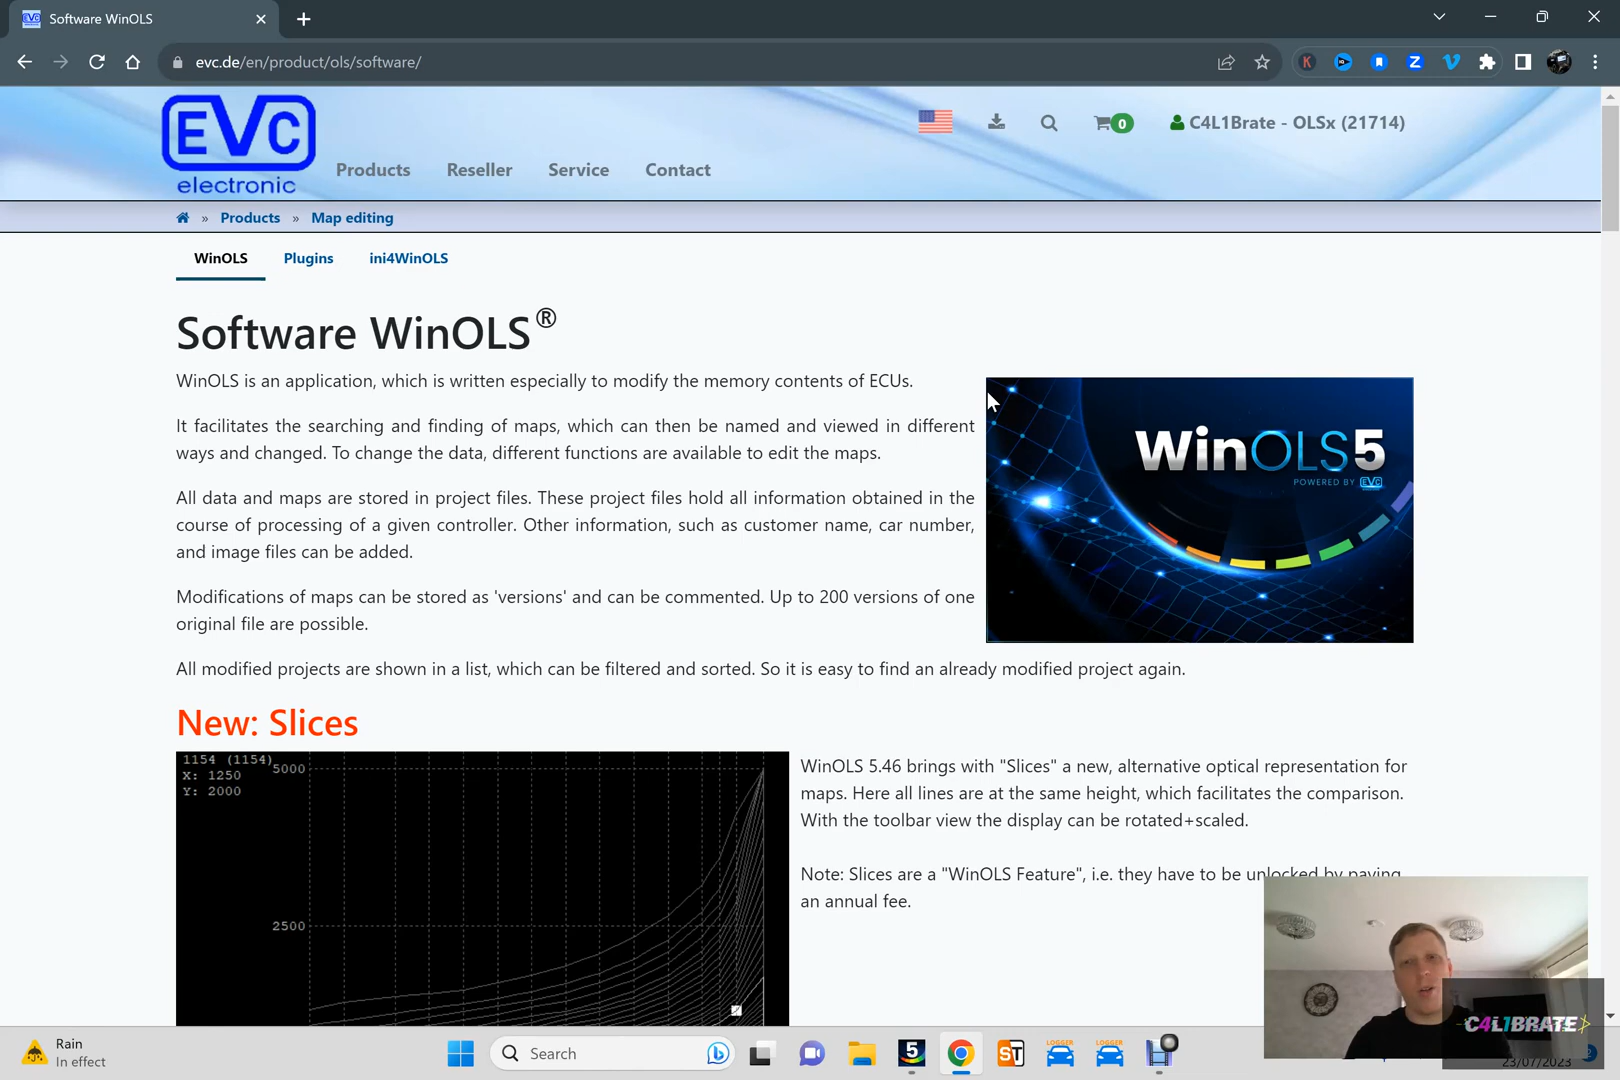 Software WinOLS
evc.de/en/product/ols/software/
EVC
electronic
Products Reseller Service Contact
0
C4L1Brate - OLSx (21714)
» Products » Map editing
WinOLS Plugins ini4WinOLS
Software WinOLS®
WinOLS is an application, which is written especially to modify the memory contents of ECUs.
It facilitates the searching and finding of maps, which can then be named and viewed in different
ways and changed. To change the data, different functions are available to edit the maps.
All data and maps are stored in project files. These project files hold all information obtained in the
course of processing of a given controller. Other information, such as customer name, car number,
and image files can be added.
Modifications of maps can be stored as 'versions' and can be commented. Up to 200 versions of one
original file are possible.
WinOLS5
POWERED BY EVC
All modified projects are shown in a list, which can be filtered and sorted. So it is easy to find an already modified project again.
New: Slices
1154 (1154)
X: 1250
Y: 2000
5000
2500
WinOLS 5.46 brings with "Slices" a new, alternative optical representation for
maps. Here all lines are at the same height, which facilitates the comparison.
With the toolbar view the display can be rotated+scaled.
Note: Slices are a "WinOLS Feature", i.e. they have to be unlocked by paying
an annual fee.
C4L1BRATE
Rain
In effect
Search
5
ST
LOGGER
LOGGER
23/07/2023